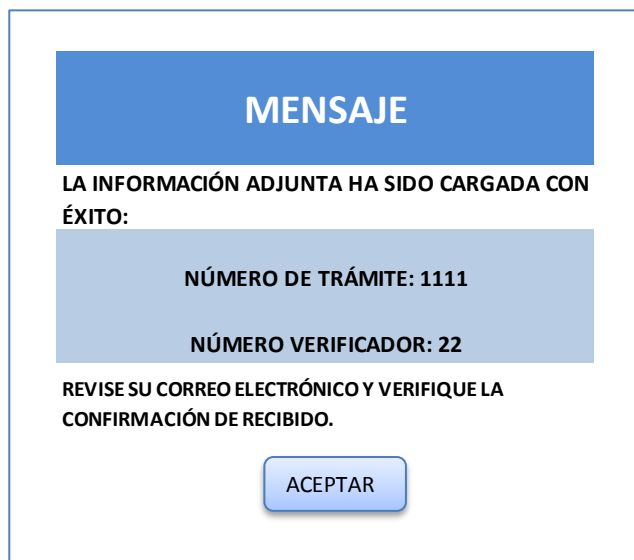 MENSAJE
LA INFORMACIÓN ADJUNTA HA SIDO CARGADA CON
ÉXITO:
NÚMERO DE TRÁMITE: 1111
NÚMERO VERIFICADOR: 22
REVISE SU CORREO ELECTRÓNICO Y VERIFIQUE LA
CONFIRMACIÓN DE RECIBIDO.
ACEPTAR